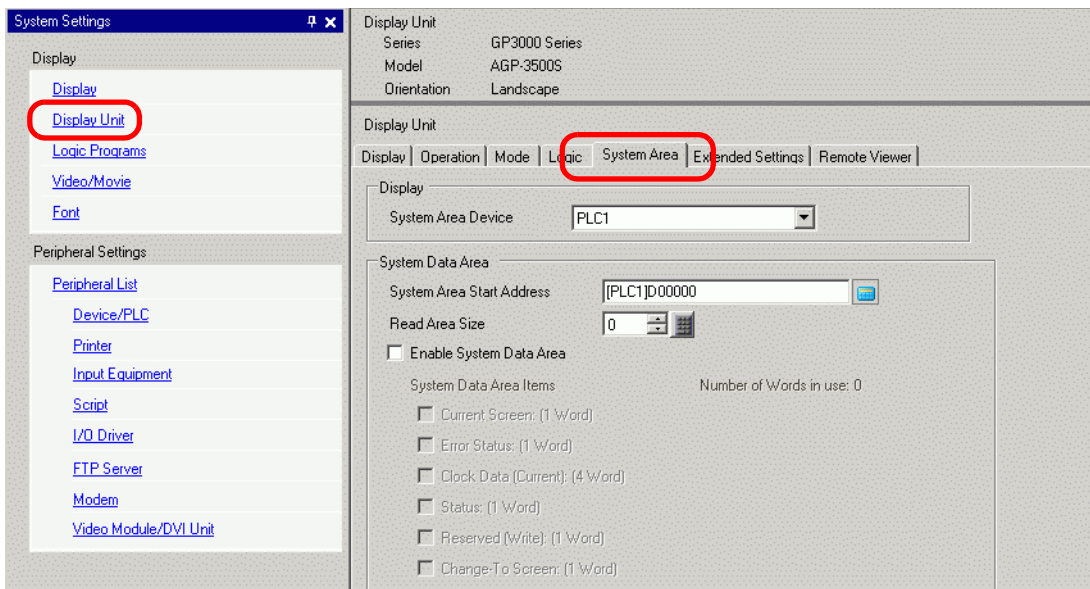 System Settings
Display
Display
Display Unit
Logic Programs
Video/Movie
Font
Peripheral Settings
Peripheral List
Device/PLC
Printer
Input Equipment
Script
I/O Driver
FTP Server
Modem
Video Module/DVI Unit
Display Unit
Series GP3000 Series
Model AGP-3500S
Orientation Landscape
Display Unit
Display Operation Mode Logic System Area Extended Settings Remote Viewer
Display
System Area Device PLC1
System Data Area
System Area Start Address [PLC1]D00000
Read Area Size 0
Enable System Data Area
System Data Area Items Number of Words in use: 0
Current Screen: (1 Word)
Error Status: (1 Word)
Clock Data (Current): (4 Word)
Status: (1 Word)
Reserved (Write): (1 Word)
Change-To Screen: (1 Word)